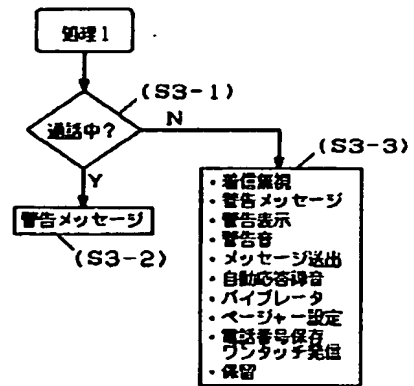 処理1
(S3-1)
通話中?
N
Y
(S3-3)
警告メッセージ
(S3-2)
・着信無視
・警告メッセージ
・警告表示
・警告音
・メッセージ送出
・自動応答録音
・バイブレータ
・ページャー設定
・電話番号保存
ワンタッチ発信
・保留